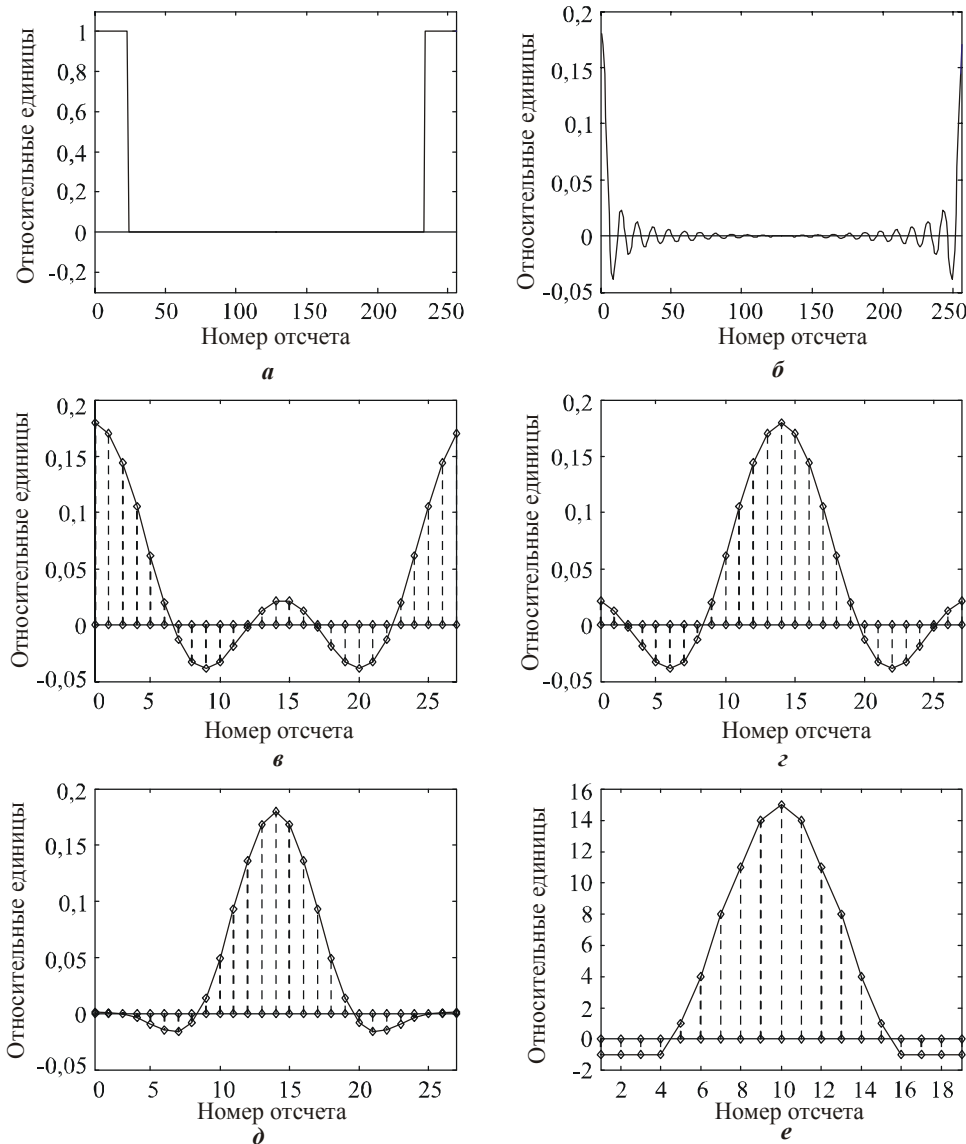 Относительные единицы
1
0,8
0,6
0,4
0,2
0
-0,2
0 50 100 150 200 250
Номер отсчета
а
Относительные единицы
0,2
0,15
0,1
0,05
0
-0,05
0 50 100 150 200 250
Номер отсчета
б
Относительные единицы
0,2
0,15
0,1
0,05
0
-0,05
0 5 10 15 20 25
Номер отсчета
в
Относительные единицы
0,2
0,15
0,1
0,05
0
-0,05
0 5 10 15 20 25
Номер отсчета
г
Относительные единицы
0,2
0,15
0,1
0,05
0
-0,05
0 5 10 15 20 25
Номер отсчета
д
Относительные единицы
16
14
12
10
8
6
4
2
0
-2
2 4 6 8 10 12 14 16 18
Номер отсчета
е